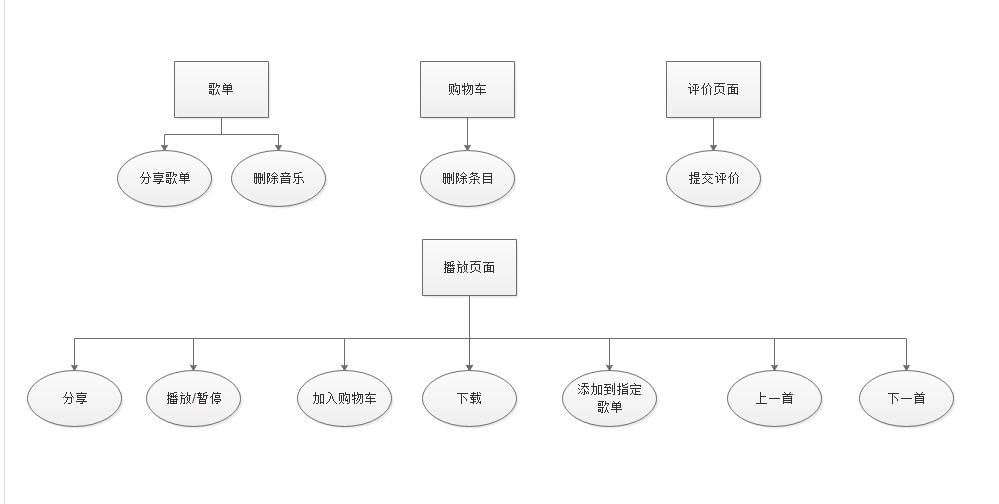 歌单
购物车
评价页面
分享歌单
删除音乐
删除条目
提交评价
播放页面
分享
播放/暂停
加入购物车
下载
添加到指定
歌单
上一首
下一首